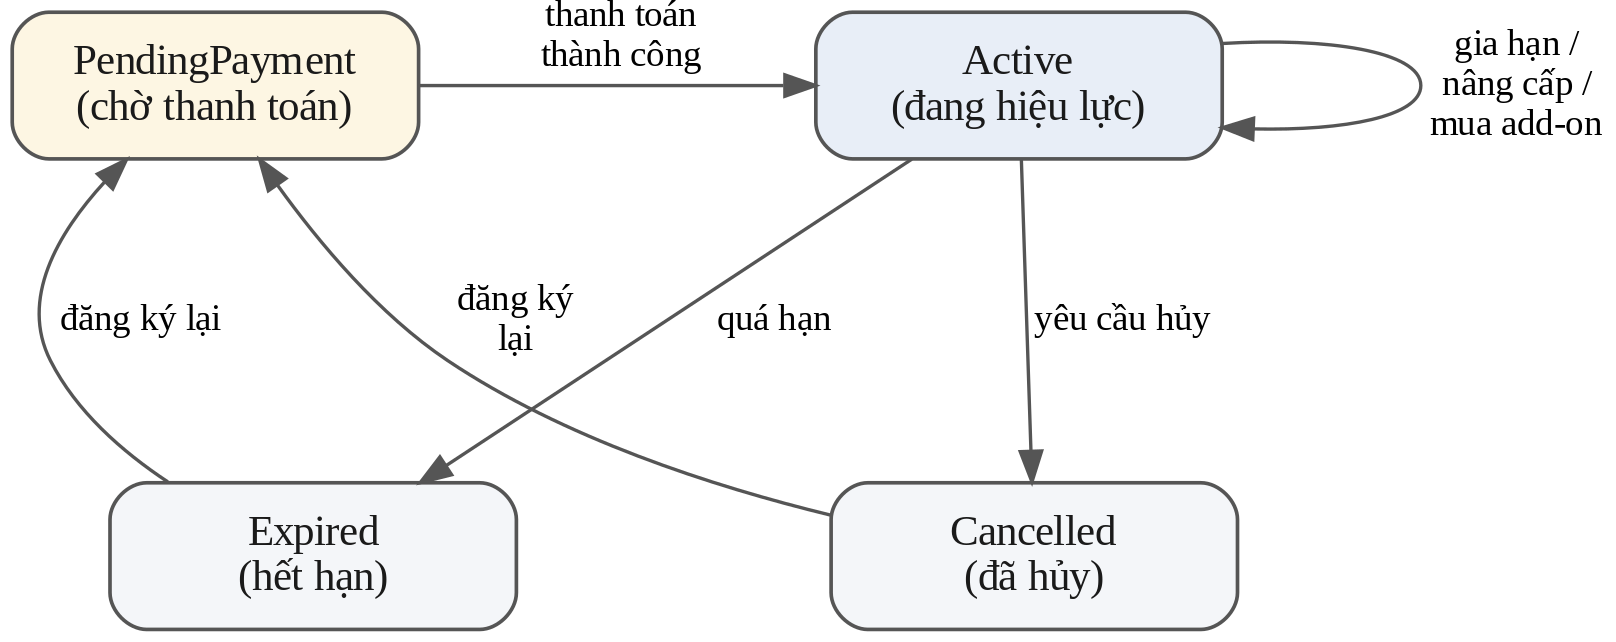 PendingPayment
(chờ thanh toán)
thanh toán
thành công
Active
(đang hiệu lực)
gia hạn /
nâng cấp /
mua add-on
đăng ký lại
đăng ký
lại
quá hạn
yêu cầu hủy
Expired
(hết hạn)
Cancelled
(đã hủy)